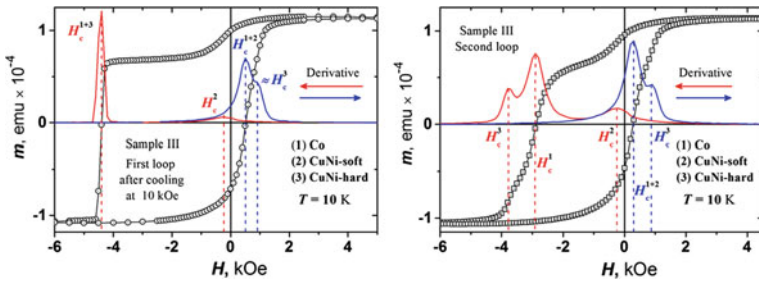 H_c^{1+3}
H_c^{1+2}
≈H_c^3
H_c^2
Derivative
Sample III
First loop
after cooling
at 10 kOe
(1) Co
(2) CuNi-soft
(3) CuNi-hard
T = 10 K
m, emu × 10⁻⁴
1
0
-1
-6
-4
-2
0
2
4
H, kOe
Sample III
Second loop
Derivative
H_c^3
H_c^1
H_c^2
H_c^3
H_c^{1+2}
(1) Co
(2) CuNi-soft
(3) CuNi-hard
T = 10 K
m, emu × 10⁻⁴
1
0
-1
-6
-4
-2
0
2
4
H, kOe